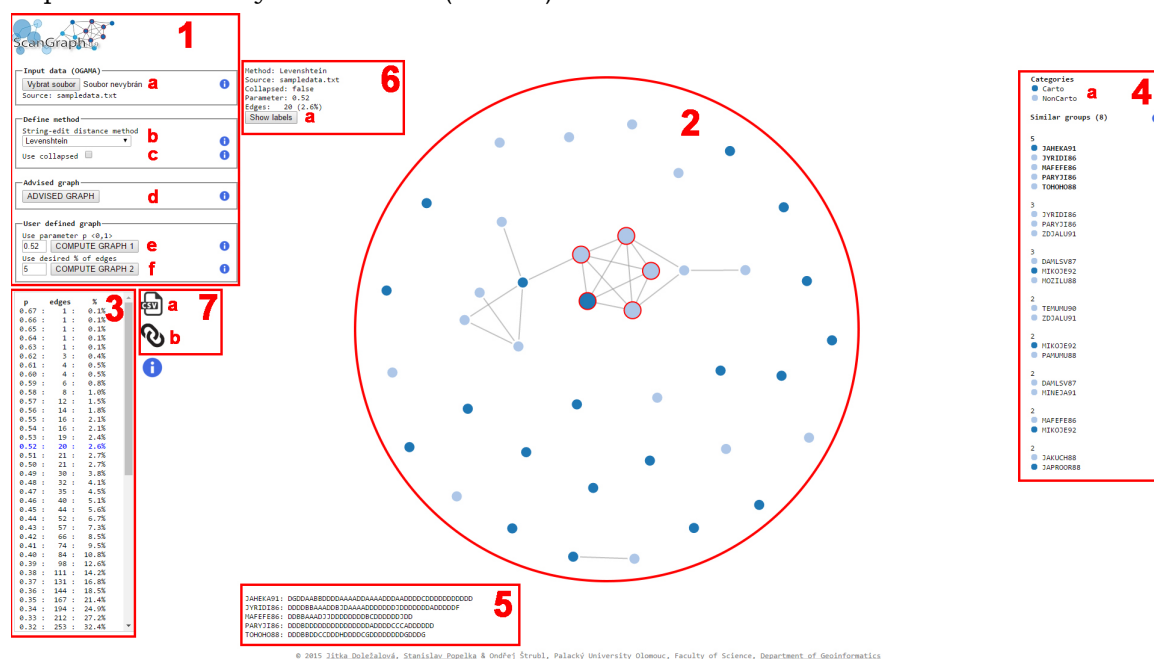 ScanGraph
1
Input data (OGAMA)
Vybrat soubor Soubor nevybrán a
Source: sampledata.txt
Define method
String-edit distance method
Levenshtein b
Use collapsed c
Advised graph
ADVISED GRAPH d
User defined graph
Use parameter p <0,1>
0.52 COMPUTE GRAPH 1 e
Use desired % of edges
5 COMPUTE GRAPH 2 f
6
Method: Levenshtein
Source: sampledata.txt
Collapsed: false
Parameter: 0.52
Edges: 20 (2.6%)
Show labels a
2
3
p edges %
0.67 : 1 : 0.1%
0.66 : 1 : 0.1%
0.65 : 1 : 0.1%
0.64 : 1 : 0.1%
0.63 : 1 : 0.1%
0.62 : 3 : 0.4%
0.61 : 4 : 0.5%
0.60 : 4 : 0.5%
0.59 : 6 : 0.8%
0.58 : 8 : 1.0%
0.57 : 12 : 1.5%
0.56 : 14 : 1.8%
0.55 : 16 : 2.1%
0.54 : 16 : 2.1%
0.53 : 19 : 2.4%
0.52 : 20 : 2.6%
0.51 : 21 : 2.7%
0.50 : 21 : 2.7%
0.49 : 30 : 3.8%
0.48 : 32 : 4.1%
0.47 : 35 : 4.5%
0.46 : 40 : 5.1%
0.45 : 44 : 5.6%
0.44 : 52 : 6.7%
0.43 : 57 : 7.3%
0.42 : 66 : 8.5%
0.41 : 74 : 9.5%
0.40 : 84 : 10.8%
0.39 : 98 : 12.6%
0.38 : 111 : 14.2%
0.37 : 131 : 16.8%
0.36 : 144 : 18.5%
0.35 : 167 : 21.4%
0.34 : 194 : 24.9%
0.33 : 212 : 27.2%
0.32 : 253 : 32.4%
7
CSV a
b
4
Categories
Carto
NonCarto a
Similar groups (8)
5
JAHEKA91
JYRIDI86
MAFEFE86
PARYJI86
TOHOHO88
3
JYRIDI86
PARYJI86
ZDJALU91
3
DAMLSV87
MIKOJE92
MOZILU88
2
TEMUMU90
ZDJALU91
2
MIKOJE92
PAMUMU88
2
DAMLSV87
MINEJA91
2
MAFEFE86
MIKOJE92
2
JAKUCH88
JAPROOR88
5
JAHEKA91: DGDDAABBDDDDAAAADDAAAADDDAADDDDCDDDDDDDDDDD
JYRIDI86: DDDDBBAAADDBJDAAAADDDDDDDJDDDDDDDADDDDDF
MAFEFE86: DDBBAAADJJDDDDDDDDBCDDDDDDJDD
PARYJI86: DDDBDDDDDDDDDDDDDDDADDDDCCCADDDDDD
TOHOHO88: DDDBBDDCCDDDHDDDDCGDDDDDDDDGDDDG
© 2015 Jitka Doležalová, Stanislav Popelka & Ondřej Štrubl, Palacký University Olomouc, Faculty of Science, Department of Geoinformatics